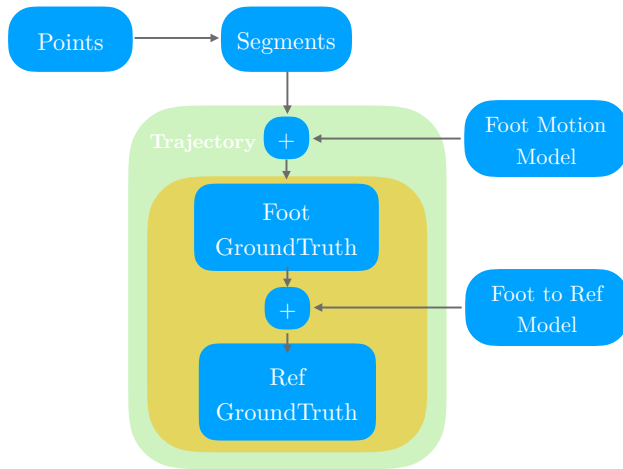 Points
Segments
Trajectory
+
Foot Motion
Model
Foot
GroundTruth
+
Foot to Ref
Model
Ref
GroundTruth